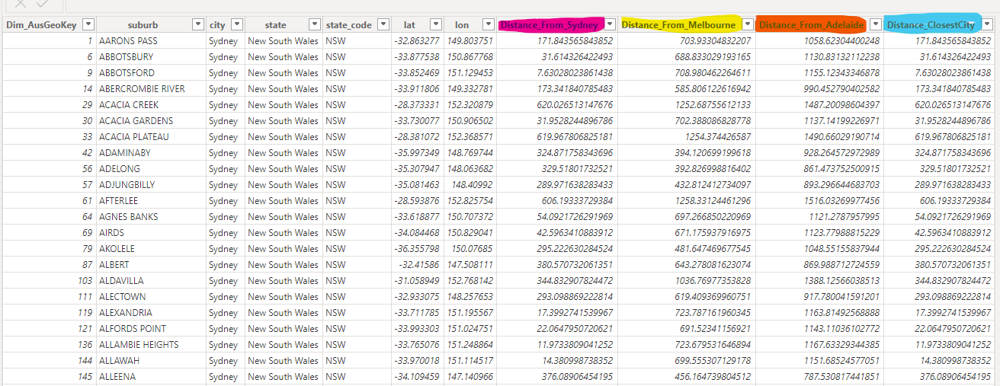 Dim_AusGeoKey suburb city state state_code lat lon Distance_From_Sydney Distance_From_Melbourne Distance_From_Adelaide Distance_ClosestCity
1 AARONS PASS Sydney New South Wales NSW -32.863277 149.803751 171.843565843852 703.93304832207 1058.62304400248 171.843565843852
6 ABBOTSBURY Sydney New South Wales NSW -33.877538 150.867768 31.614326422493 688.833029193165 1130.83132112238 31.614326422493
9 ABBOTSFORD Sydney New South Wales NSW -33.852469 151.129453 7.63028023861438 708.980462264611 1155.12343346878 7.63028023861438
14 ABERCROMBIE RIVER Sydney New South Wales NSW -33.911806 149.332781 173.341840785483 585.806122616942 990.452790402582 173.341840785483
29 ACACIA CREEK Sydney New South Wales NSW -28.373331 152.320879 620.026513147676 1252.68755612133 1487.20098604397 620.026513147676
30 ACACIA GARDENS Sydney New South Wales NSW -33.730077 150.906502 31.9528244896786 702.388086828778 1137.14199226971 31.9528244896786
33 ACACIA PLATEAU Sydney New South Wales NSW -28.381072 152.368571 619.967806825181 1254.374426587 1490.66029190714 619.967806825181
42 ADAMINABY Sydney New South Wales NSW -35.997349 148.769744 324.871758343696 394.120699199618 928.264572972989 324.871758343696
56 ADELONG Sydney New South Wales NSW -35.307947 148.063682 329.51801732521 392.826998816402 861.473752500915 329.51801732521
57 ADJUNGBILLY Sydney New South Wales NSW -35.081463 148.40992 289.971638283433 432.812412734097 893.296644683703 289.971638283433
61 AFTERLEE Sydney New South Wales NSW -28.593876 152.825754 606.19333729384 1258.33124461296 1516.03269977456 606.19333729384
64 AGNES BANKS Sydney New South Wales NSW -33.618877 150.707372 54.0921726291969 697.266850220969 1121.2787957995 54.0921726291969
69 AIRDS Sydney New South Wales NSW -34.084468 150.829041 42.5963410883912 671.175937916975 1123.77988815229 42.5963410883912
79 AKOLELE Sydney New South Wales NSW -36.355798 150.07685 295.222630284524 481.647469677545 1048.55155837944 295.222630284524
87 ALBERT Sydney New South Wales NSW -32.41586 147.508111 380.570732061351 643.278081623074 869.988712724559 380.570732061351
103 ALDAVILLA Sydney New South Wales NSW -31.058949 152.768142 344.832907824472 1036.76977353828 1388.12566038513 344.832907824472
111 ALECTOWN Sydney New South Wales NSW -32.933075 148.257653 293.098869222814 619.409369960751 917.780041591201 293.098869222814
119 ALEXANDRIA Sydney New South Wales NSW -33.711785 151.195567 17.3992741539967 723.787161960345 1163.81492568888 17.3992741539967
121 ALFORDS POINT Sydney New South Wales NSW -33.993303 151.024751 22.0647950720621 691.52341156921 1143.11036102772 22.0647950720621
136 ALLAMBIE HEIGHTS Sydney New South Wales NSW -33.765076 151.248864 11.9733809041252 723.679531646894 1167.63329344385 11.9733809041252
144 ALLAWAH Sydney New South Wales NSW -33.970018 151.114517 14.380998738352 699.555307129178 1151.68524577051 14.380998738352
145 ALLEENA Sydney New South Wales NSW -34.109459 147.140966 376.08906454195 456.164739804512 787.530817441851 376.08906454195